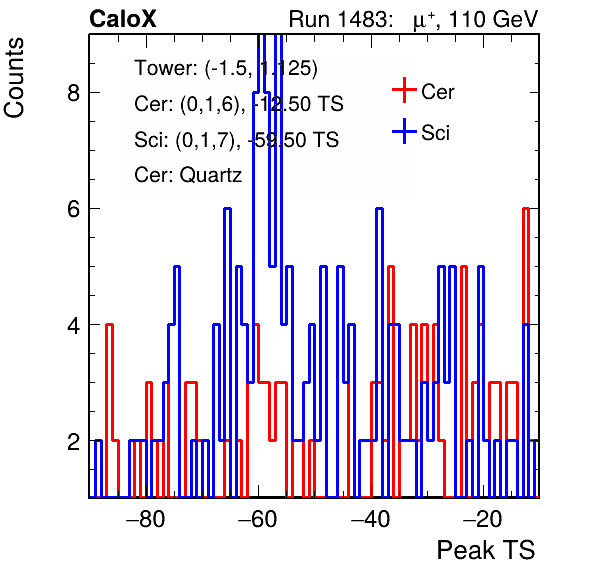 CaloX Run 1483: μ⁺, 110 GeV
Counts
Tower: (-1.5, 1.125)
Cer: (0,1,6), -12.50 TS
Sci: (0,1,7), -59.50 TS
Cer: Quartz
Cer
Sci
8
6
4
2
−80 −60 −40 −20
Peak TS